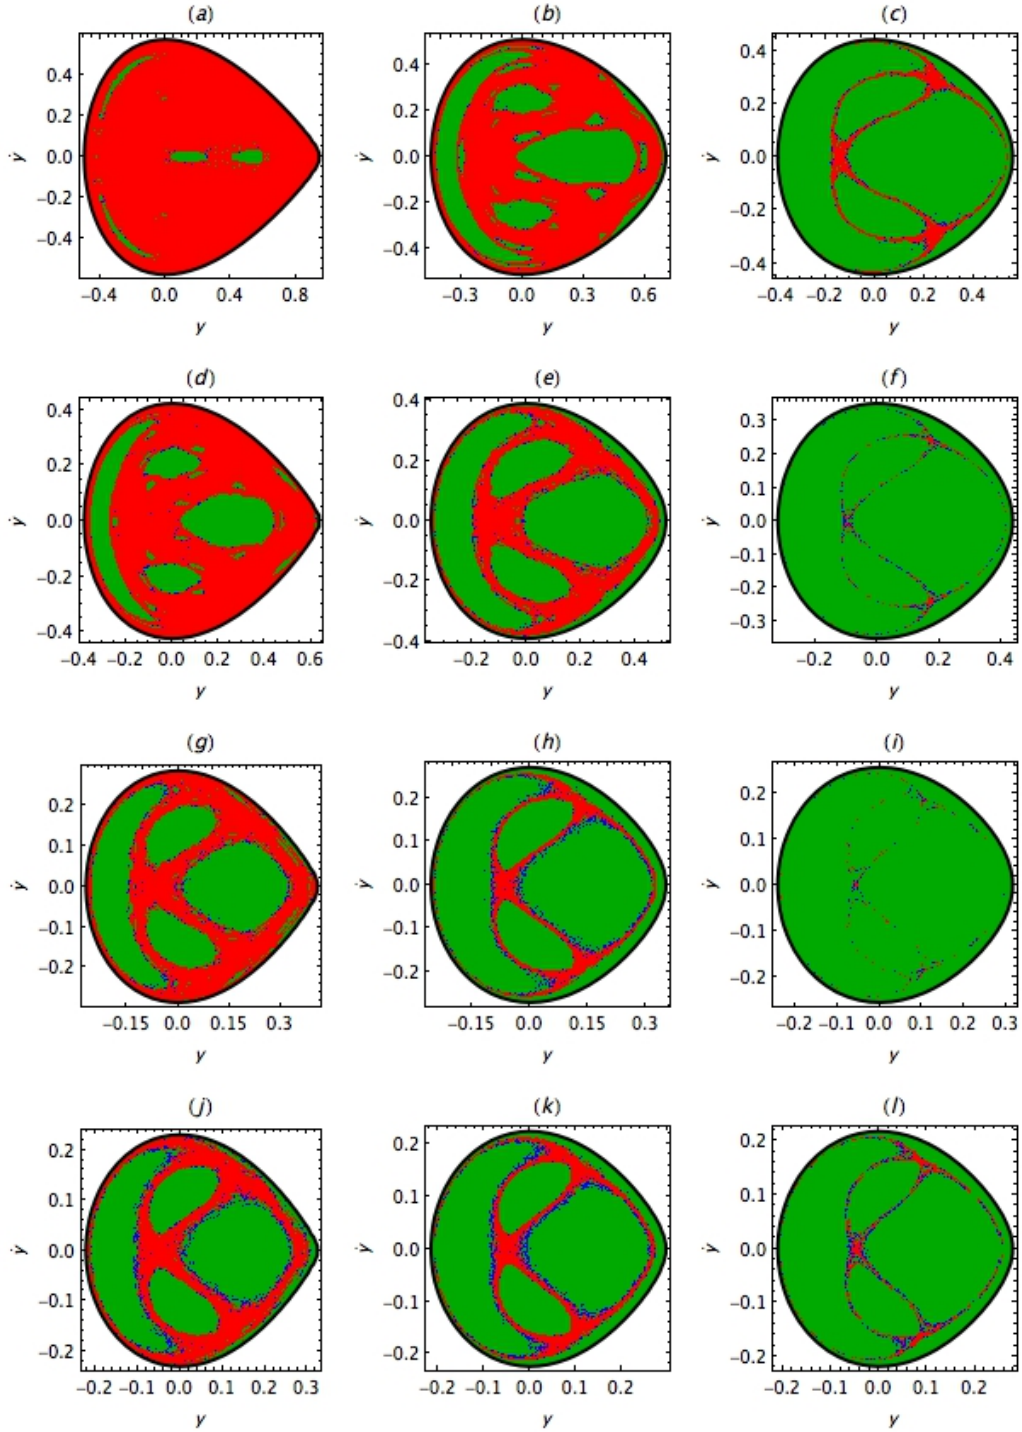 (a) (b) (c)
0.4 0.4 0.4
0.2 0.2 0.2
ẏ 0.0 ẏ 0.0 ẏ 0.0
−0.2 −0.2 −0.2
−0.4 −0.4 −0.4
−0.4 0.0 0.4 0.8 −0.3 0.0 0.3 0.6 −0.4 −0.2 0.0 0.2 0.4
y y y
(d) (e) (f)
0.4 0.4 0.3
0.2 0.2 0.2
0.1
ẏ 0.0 ẏ 0.0 ẏ 0.0
−0.1
−0.2 −0.2 −0.2
−0.4 −0.4 −0.3
−0.4 −0.2 0.0 0.2 0.4 0.6 −0.2 0.0 0.2 0.4 −0.2 0.0 0.2 0.4
y y y
(g) (h) (i)
0.2 0.2 0.2
0.1 0.1 0.1
ẏ 0.0 ẏ 0.0 ẏ 0.0
−0.1 −0.1 −0.1
−0.2 −0.2 −0.2
−0.15 0.0 0.15 0.3 −0.15 0.0 0.15 0.3 −0.2 −0.1 0.0 0.1 0.2 0.3
y y y
(j) (k) (l)
0.2 0.2 0.2
0.1 0.1 0.1
ẏ 0.0 ẏ 0.0 ẏ 0.0
−0.1 −0.1 −0.1
−0.2 −0.2 −0.2
−0.2 −0.1 0.0 0.1 0.2 0.3 −0.2 −0.1 0.0 0.1 0.2 −0.2 −0.1 0.0 0.1 0.2
y y y